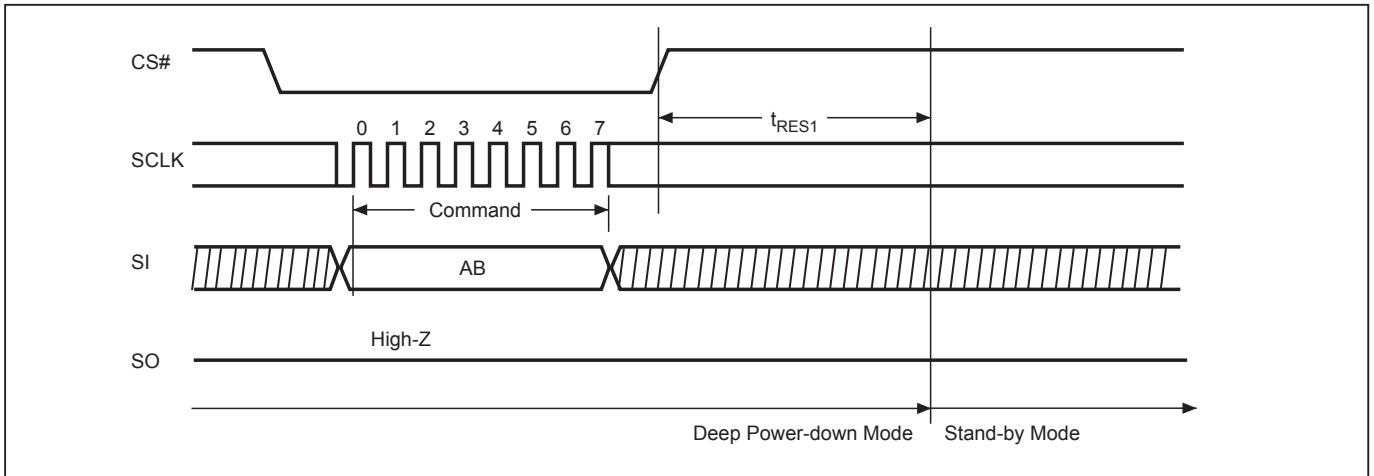 CS#
t_RES1
0 1 2 3 4 5 6 7
SCLK
Command
SI
AB
High-Z
SO
Deep Power-down Mode Stand-by Mode